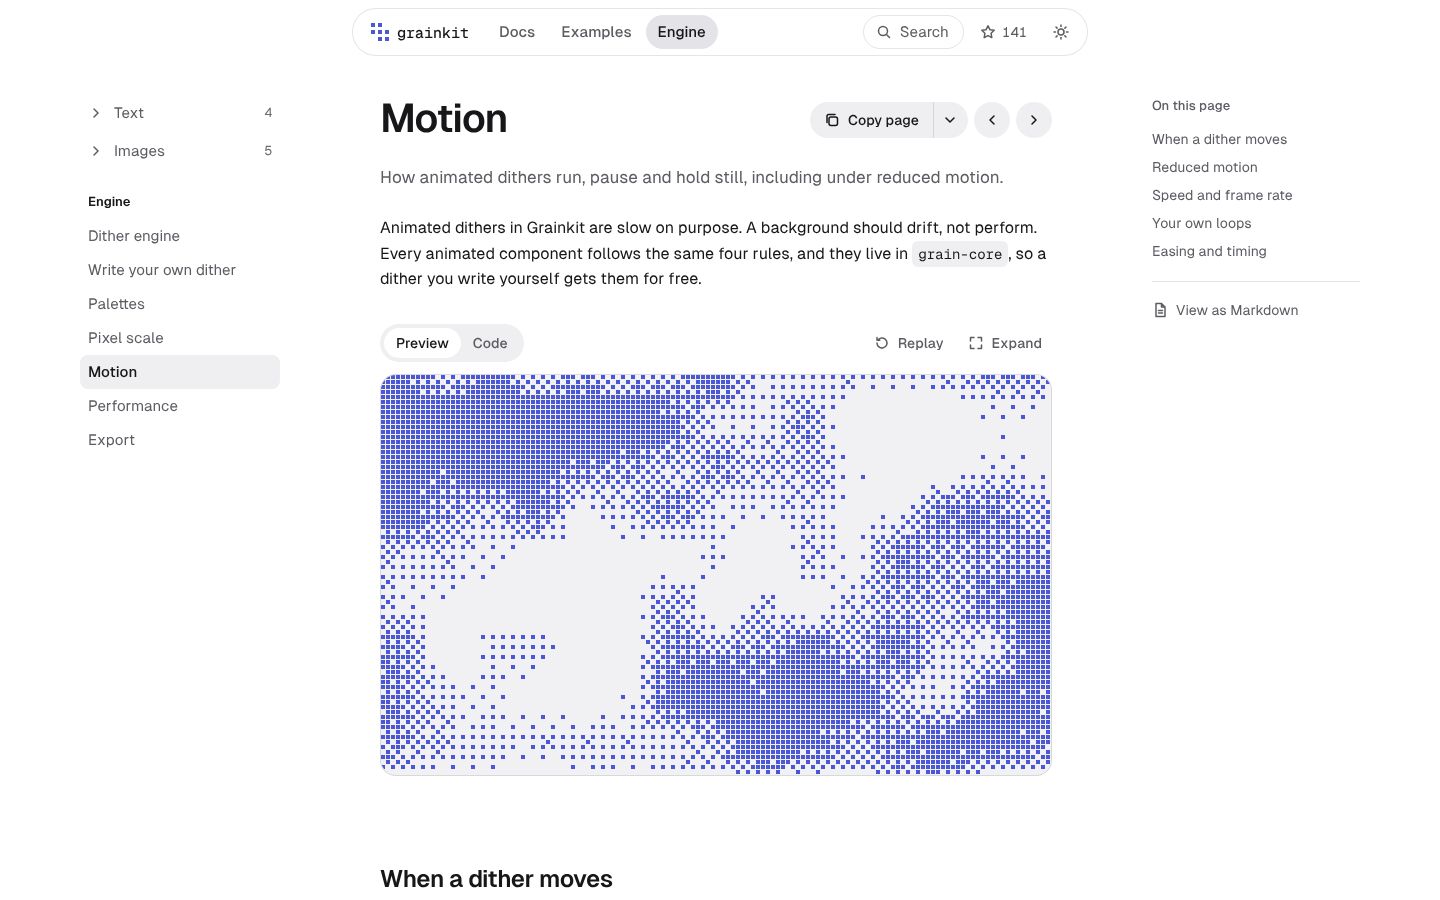 grainkit
Docs
Examples
Engine
Search
141
Text
4
Images
5
Engine
Dither engine
Write your own dither
Palettes
Pixel scale
Motion
Performance
Export
Motion
Copy page
How animated dithers run, pause and hold still, including under reduced motion.
Animated dithers in Grainkit are slow on purpose. A background should drift, not perform.
Every animated component follows the same four rules, and they live in grain-core, so a
dither you write yourself gets them for free.
Preview
Code
Replay
Expand
When a dither moves
On this page
When a dither moves
Reduced motion
Speed and frame rate
Your own loops
Easing and timing
View as Markdown